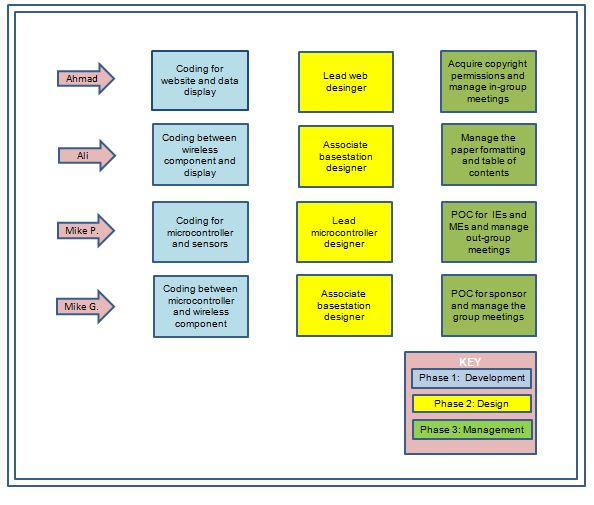 Ahmad
Coding for
website and data
display
Lead web
desinger
Acquire copyright
permissions and
manage in-group
meetings
Ali
Coding between
wireless
component and
display
Associate
basestation
designer
Manage the
paper formatting
and table of
contents
Mike P.
Coding for
microcontroller
and sensors
Lead
microcontroller
designer
POC for IEs and
MEs and manage
out-group
meetings
Mike G.
Coding between
microcontroller
and wireless
component
Associate
basestation
designer
POC for sponsor
and manage the
group meetings
KEY
Phase 1: Development
Phase 2: Design
Phase 3: Management